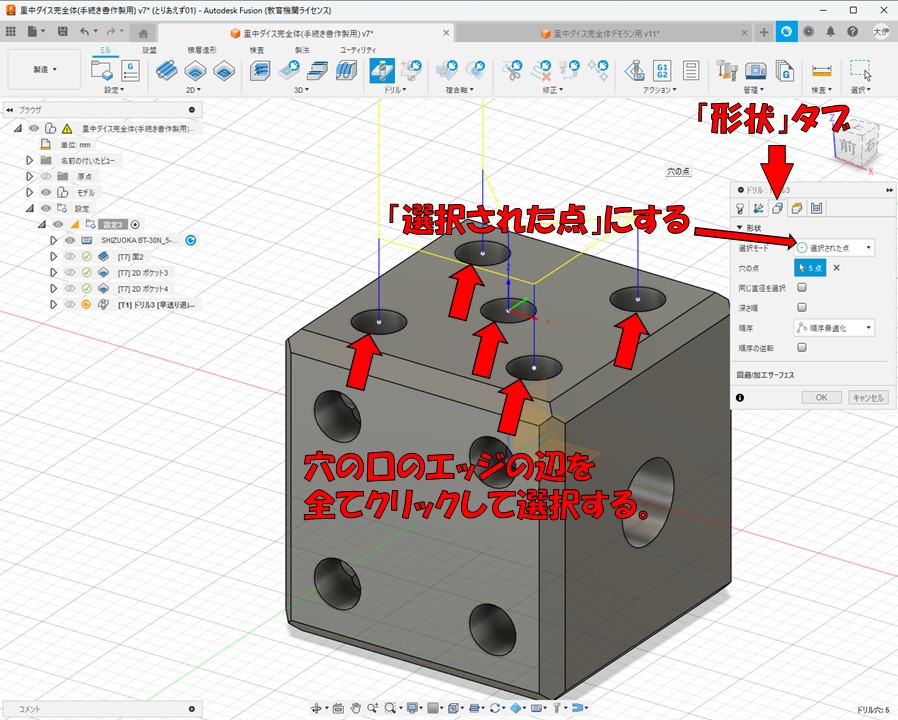 里中ダイス完全体(手続き書作製用) v7* (とりあえず01) - Autodesk Fusion (教育機関ライセンス)
里中ダイス完全体(手続き書作製用) v7*
里中ダイス完全体デモラン用 v11*
製造
ミル
設定
2D
3D
ドリル
複合軸
修正
アクション
管理
検査
選択
旋盤
積層造形
検査
製法
ユーティリティ
G1
G2
ブラウザ
里中ダイス完全体(手続き書作製用)...
単位: mm
名前の付いたビュー
原点
モデル
設定
設定3
SHIZUOKA BT-30N_5-...
[T7] 面2
[T7] 2D ポケット3
[T7] 2D ポケット4
[T1] ドリル3 [早送り退...
「形状」タブ
穴の点
前
Z
X
「選択された点」にする
ドリル : ドリル3
形状
選択モード
選択された点
穴の点
5 点
同じ直径を選択
深さ順
順序
順序最適化
順序の逆転
回避/加工サーフェス
OK
キャンセル
穴の口のエッジの辺を
全てクリックして選択する。
コメント
ドリル穴: 5